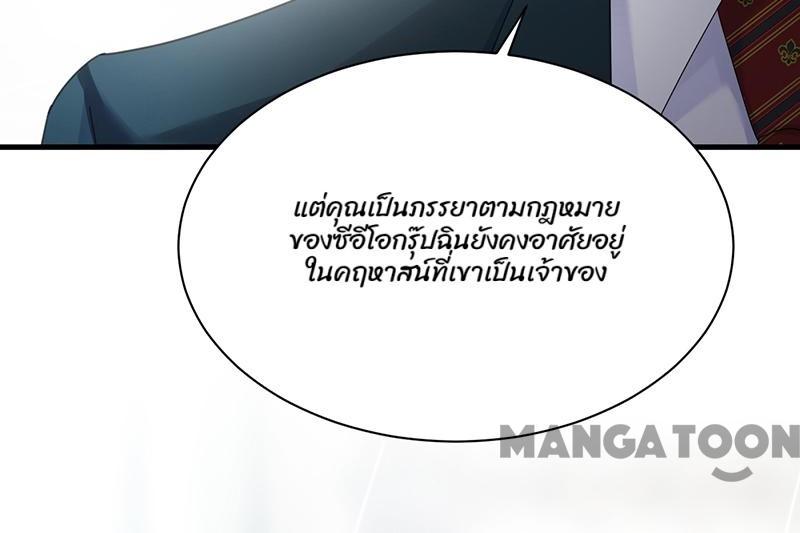 แต่คุณเป็นภรรยาตามกฎหมาย
ของซีอีโอกรุ๊ปฉินยังคงอาศัยอยู่
ในคฤหาสน์ที่เขาเป็นเจ้าของ
MANGATOON